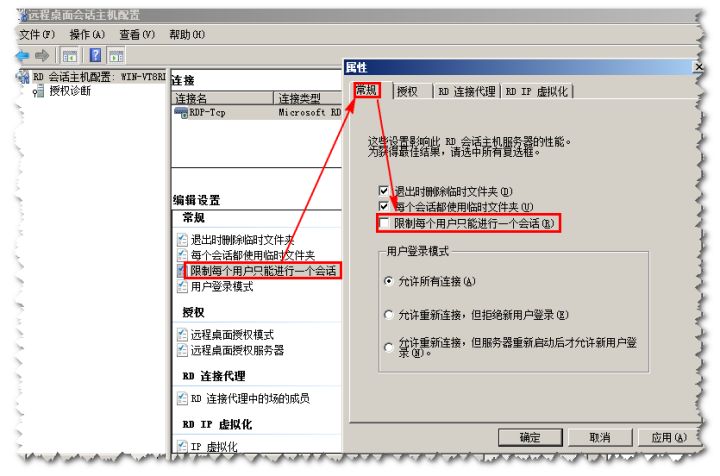 远程桌面会话主机配置
文件(F) 操作(A) 查看(V) 帮助(H)
RD 会话主机配置: WIN-VT8RI
授权诊断
连接
连接名 连接类型
RDP-Tcp Microsoft RD
编辑设置
常规
退出时删除临时文件夹
每个会话都使用临时文件夹
限制每个用户只能进行一个会话
用户登录模式
授权
远程桌面授权模式
远程桌面授权服务器
RD 连接代理
RD 连接代理中的场的成员
RD IP 虚拟化
IP 虚拟化
属性
常规 授权 RD 连接代理 RD IP 虚拟化
这些设置影响此 RD 会话主机服务器的性能。
为获得最佳结果，请选中所有复选框。
退出时删除临时文件夹(D)
每个会话都使用临时文件夹(U)
限制每个用户只能进行一个会话(R)
用户登录模式
允许所有连接(A)
允许重新连接，但拒绝新用户登录(E)
允许重新连接，但服务器重新启动后才允许新用户登
录(W)。
确定 取消 应用(A)